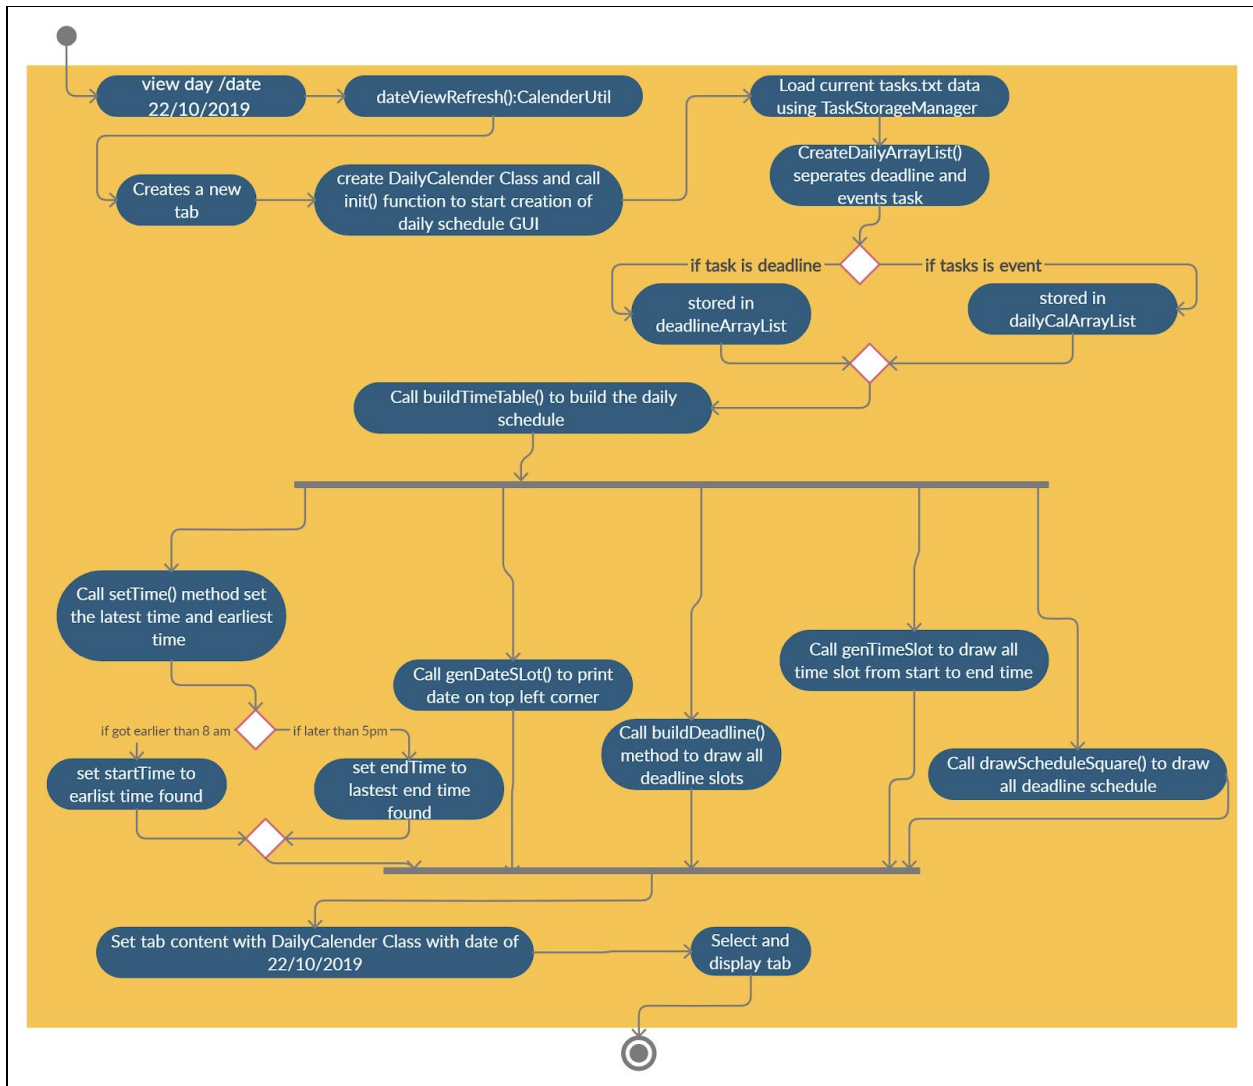 view day /date
22/10/2019
dateViewRefresh():CalenderUtil
Load current tasks.txt data
using TaskStorageManager
Creates a new
tab
create DailyCalender Class and call
init() function to start creation of
daily schedule GUI
CreateDailyArrayList()
seperates deadline and
events task
if task is deadline
if tasks is event
stored in
deadlineArrayList
stored in
dailyCalArrayList
Call buildTimeTable() to build the daily
schedule
Call setTime() method set
the latest time and earliest
time
Call genDateSLot() to print
date on top left corner
Call buildDeadline()
method to draw all
deadline slots
Call genTimeSlot to draw all
time slot from start to end time
Call drawScheduleSquare() to draw
all deadline schedule
if got earlier than 8 am
if later than 5pm
set startTime to
earlist time found
set endTime to
lastest end time
found
Set tab content with DailyCalender Class with date of
22/10/2019
Select and
display tab